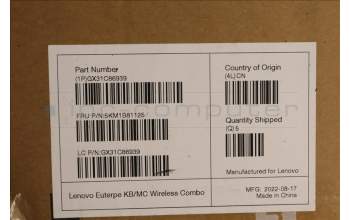 Part Number
(1P)GX31C86939
Country of Origin
(4L)CN
FRU P/N:5KM1B81125
Quantity Shipped
(Q) 5
LC P/N:GX31C86939
Manufactured for Lenovo
Lenovo Euterpe KB/MC Wireless Combo
MFG: 2022-08-17
Made in China